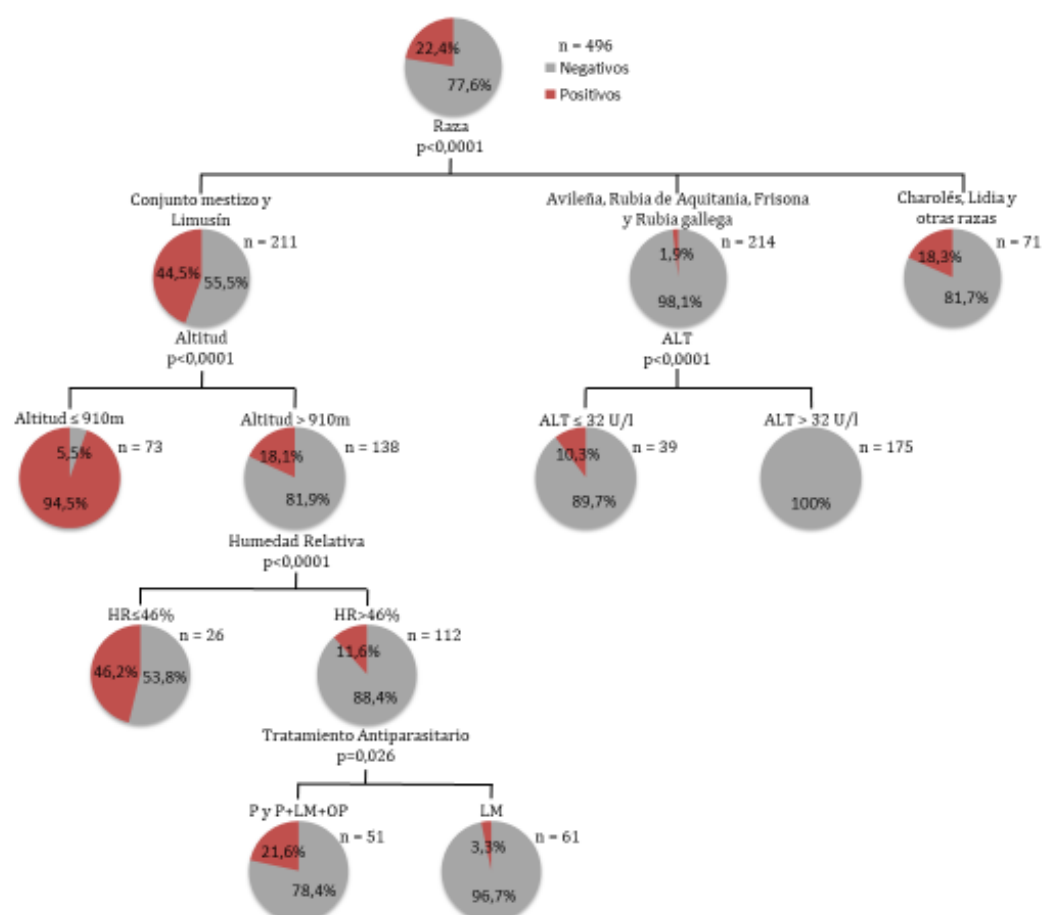 22,4%
77,6%
n = 496
Negativos
Positivos
Raza
p<0,0001
Conjunto mestizo y
Limusín
n = 211
44,5%
55,5%
Avileña, Rubia de Aquitania, Frisona
y Rubia gallega
n = 214
1,9%
98,1%
Charolés, Lidia y
otras razas
n = 71
18,3%
81,7%
Altitud
p<0,0001
ALT
p<0,0001
Altitud ≤ 910m
n = 73
5,5%
94,5%
Altitud > 910m
n = 138
18,1%
81,9%
ALT ≤ 32 U/l
n = 39
10,3%
89,7%
ALT > 32 U/l
n = 175
100%
Humedad Relativa
p<0,0001
HR≤46%
n = 26
46,2%
53,8%
HR>46%
n = 112
11,6%
88,4%
Tratamiento Antiparasitario
p=0,026
P y P+LM+OP
n = 51
21,6%
78,4%
LM
n = 61
3,3%
96,7%